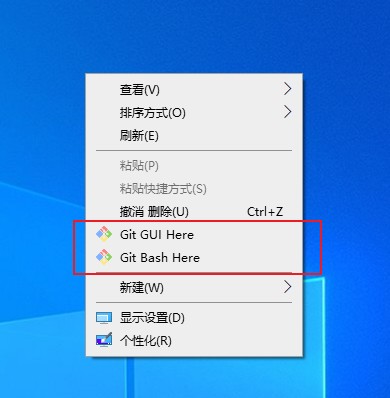 查看(V)
排序方式(O)
刷新(E)
粘贴(P)
粘贴快捷方式(S)
撤消 删除(U) Ctrl+Z
Git GUI Here
Git Bash Here
新建(W)
显示设置(D)
个性化(R)